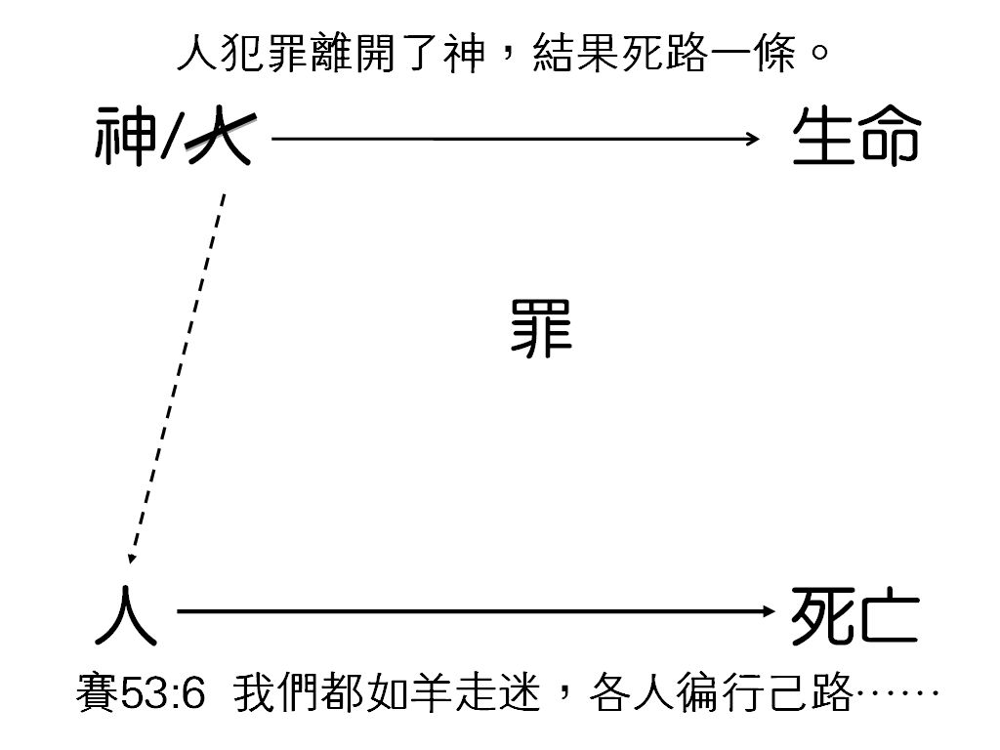 人犯罪離開了神，結果死路一條。
神/人 生命
罪
人 死亡
賽53:6 我們都如羊走迷，各人徧行己路……